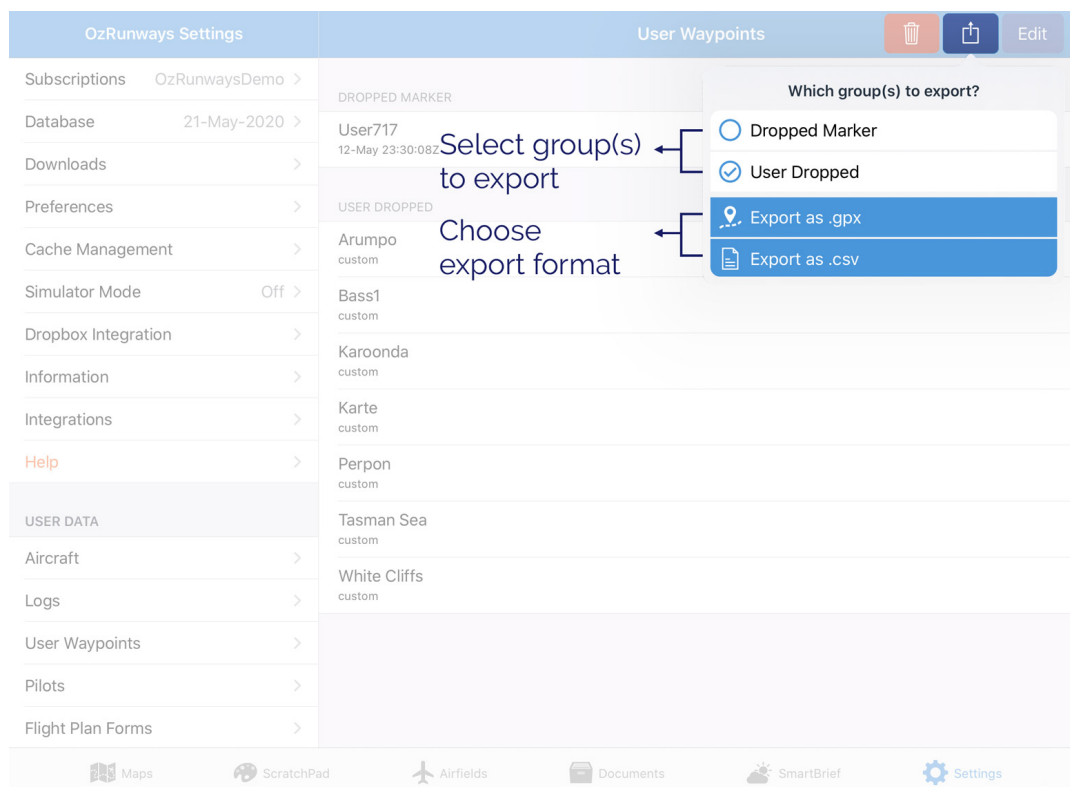 OzRunways Settings
User Waypoints
Edit
Subscriptions OzRunwaysDemo
Database 21-May-2020
Downloads
Preferences
Cache Management
Simulator Mode Off
Dropbox Integration
Information
Integrations
Help
USER DATA
Aircraft
Logs
User Waypoints
Pilots
Flight Plan Forms
DROPPED MARKER
User717
12-May 23:30:08Z
USER DROPPED
Arumpo
custom
Bass1
custom
Karoonda
custom
Karte
custom
Perpon
custom
Tasman Sea
custom
White Cliffs
custom
Select group(s)
to export
Choose
export format
Which group(s) to export?
Dropped Marker
User Dropped
Export as .gpx
Export as .csv
Maps
ScratchPad
Airfields
Documents
SmartBrief
Settings